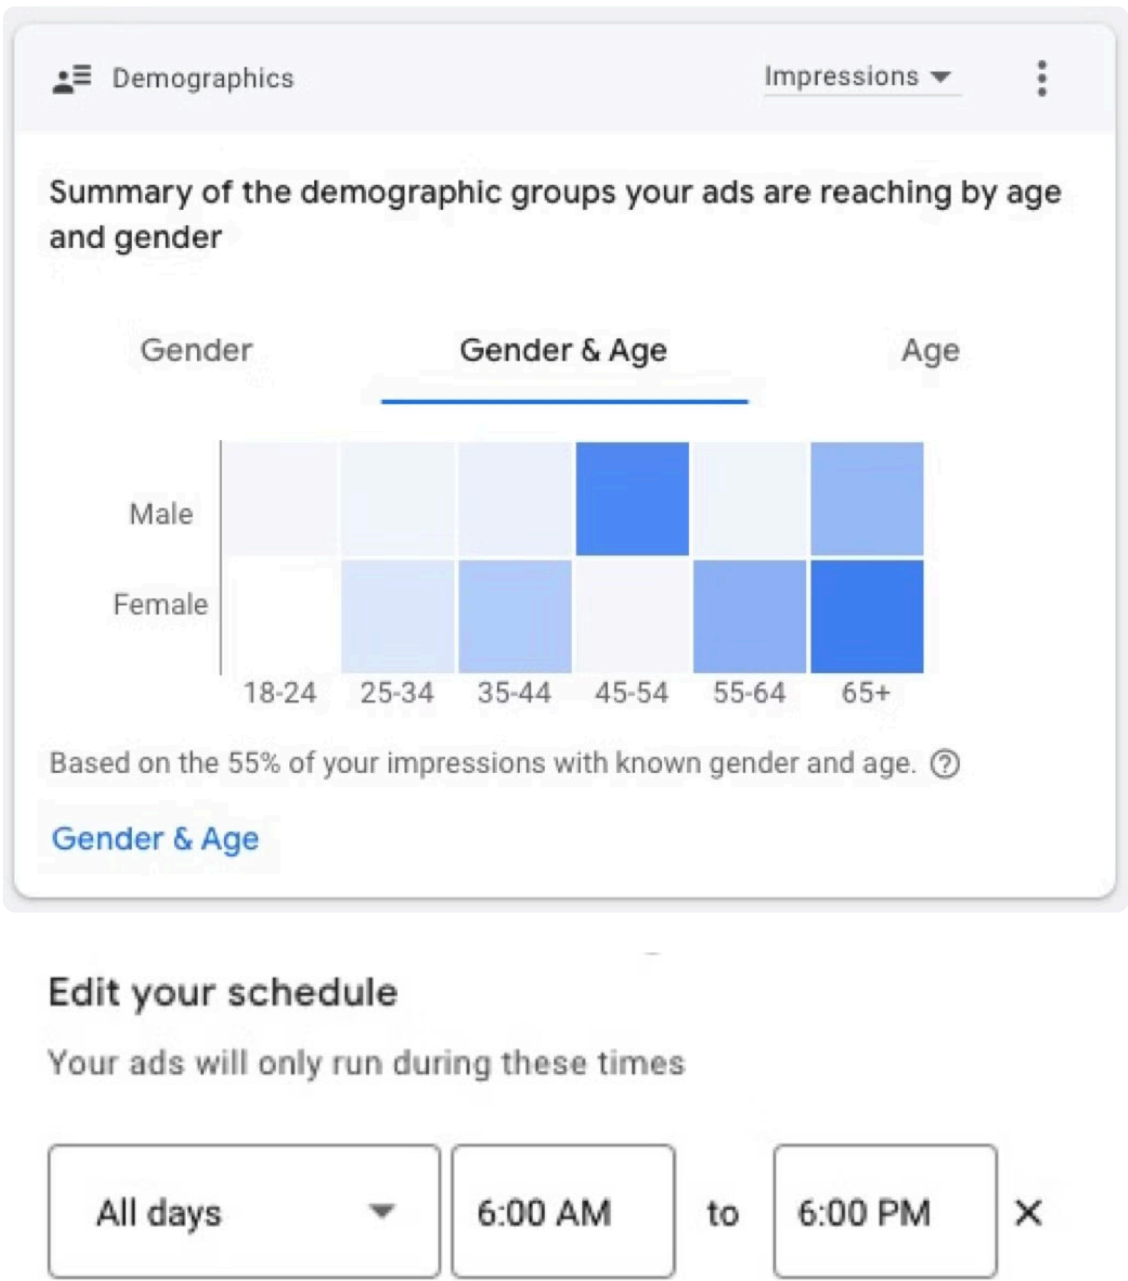 Demographics
Impressions
Summary of the demographic groups your ads are reaching by age
and gender
Gender
Gender & Age
Age
Male
Female
18-24
25-34
35-44
45-54
55-64
65+
Based on the 55% of your impressions with known gender and age.
Gender & Age
Edit your schedule
Your ads will only run during these times
All days
6:00 AM
to
6:00 PM